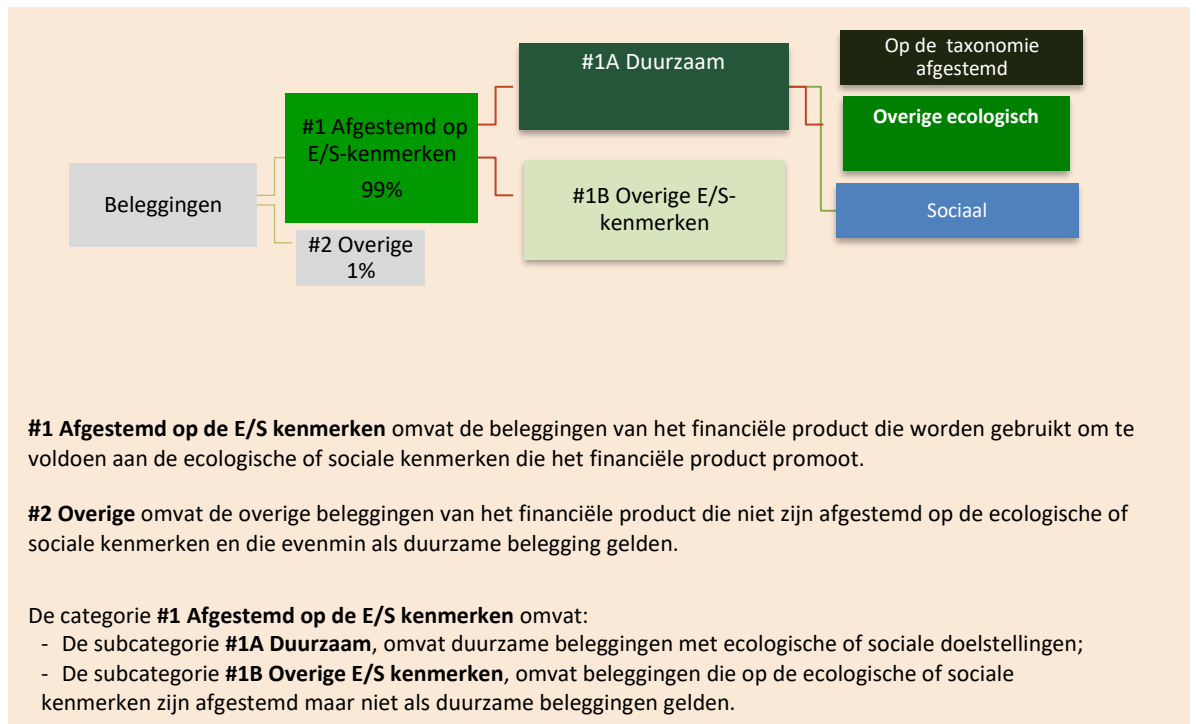 Beleggingen
#1 Afgestemd op
E/S-kenmerken
99%
#2 Overige
1%
#1A Duurzaam
#1B Overige E/S-
kenmerken
Op de taxonomie
afgestemd
Overige ecologisch
Sociaal
#1 Afgestemd op de E/S kenmerken omvat de beleggingen van het financiële product die worden gebruikt om te
voldoen aan de ecologische of sociale kenmerken die het financiële product promoot.
#2 Overige omvat de overige beleggingen van het financiële product die niet zijn afgestemd op de ecologische of
sociale kenmerken en die evenmin als duurzame belegging gelden.
De categorie #1 Afgestemd op de E/S kenmerken omvat:
- De subcategorie #1A Duurzaam, omvat duurzame beleggingen met ecologische of sociale doelstellingen;
- De subcategorie #1B Overige E/S kenmerken, omvat beleggingen die op de ecologische of sociale
kenmerken zijn afgestemd maar niet als duurzame beleggingen gelden.